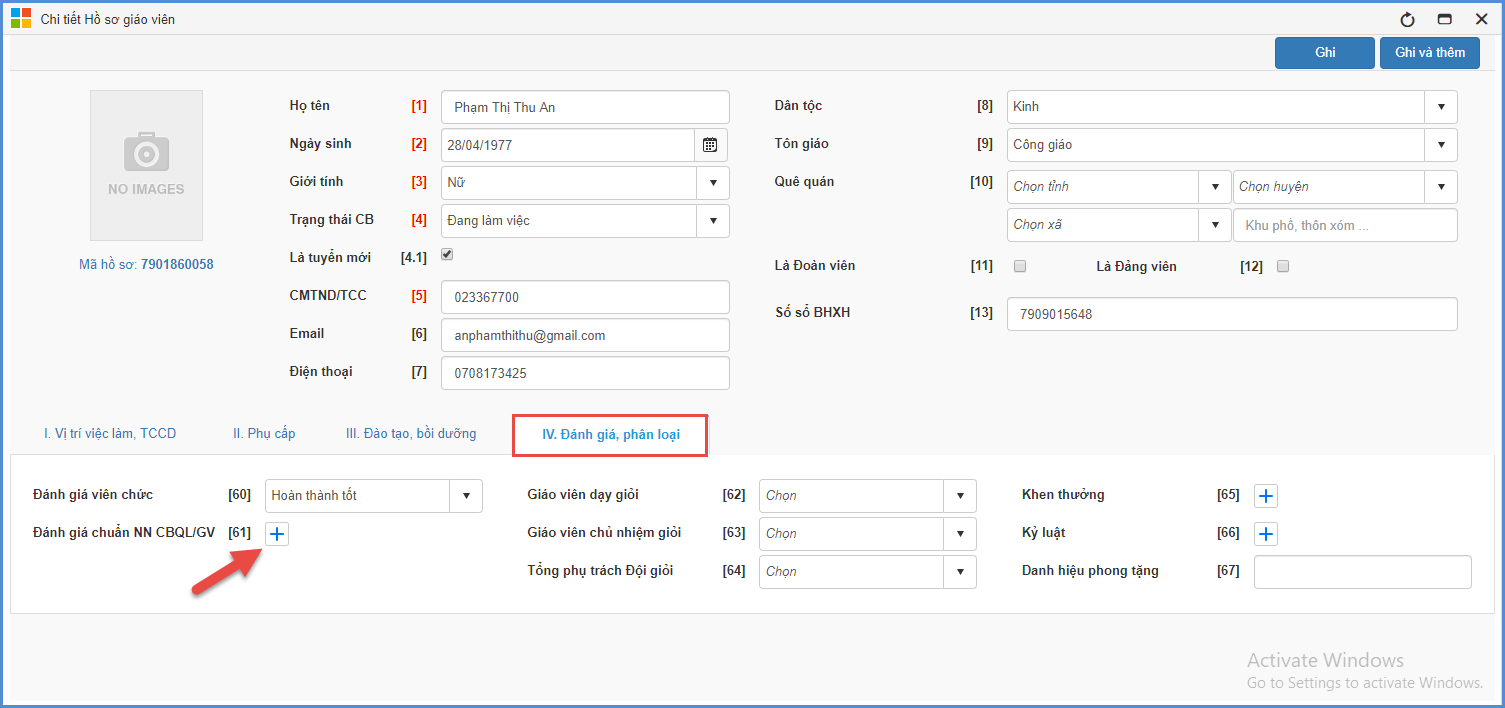 Chi tiết Hồ sơ giáo viên
Ghi Ghi và thêm
NO IMAGES
Mã hồ sơ: 7901860058
Họ tên [1] Phạm Thị Thu An
Ngày sinh [2] 28/04/1977
Giới tính [3] Nữ
Trạng thái CB [4] Đang làm việc
Là tuyển mới [4.1]
CMTND/TCC [5] 023367700
Email [6] anphamthithu@gmail.com
Điện thoại [7] 0708173425
Dân tộc [8] Kinh
Tôn giáo [9] Công giáo
Quê quán [10] Chọn tỉnh Chọn huyện
Chọn xã Khu phố, thôn xóm ...
Là Đoàn viên [11] Là Đảng viên [12]
Số sổ BHXH [13] 7909015648
I. Vị trí việc làm, TCCD II. Phụ cấp III. Đào tạo, bồi dưỡng IV. Đánh giá, phân loại
Đánh giá viên chức [60] Hoàn thành tốt
Đánh giá chuẩn NN CBQL/GV [61]
Giáo viên dạy giỏi [62] Chọn
Giáo viên chủ nhiệm giỏi [63] Chọn
Tổng phụ trách Đội giỏi [64] Chọn
Khen thưởng [65]
Kỷ luật [66]
Danh hiệu phong tặng [67]
Activate Windows
Go to Settings to activate Windows.